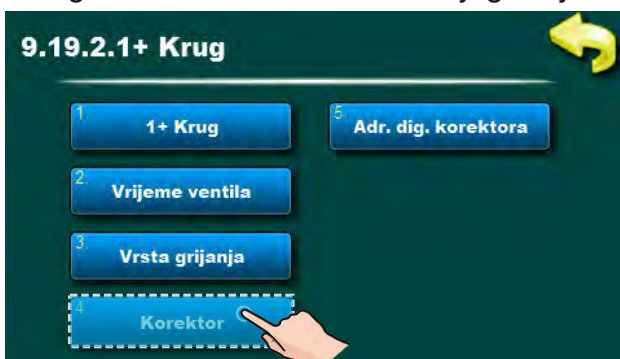 9.19.2.1+ Krug
1
1+ Krug
2.
Vrijeme ventila
3.
Vrsta grijanja
4
Korektor
5
Adr. dig. korektora